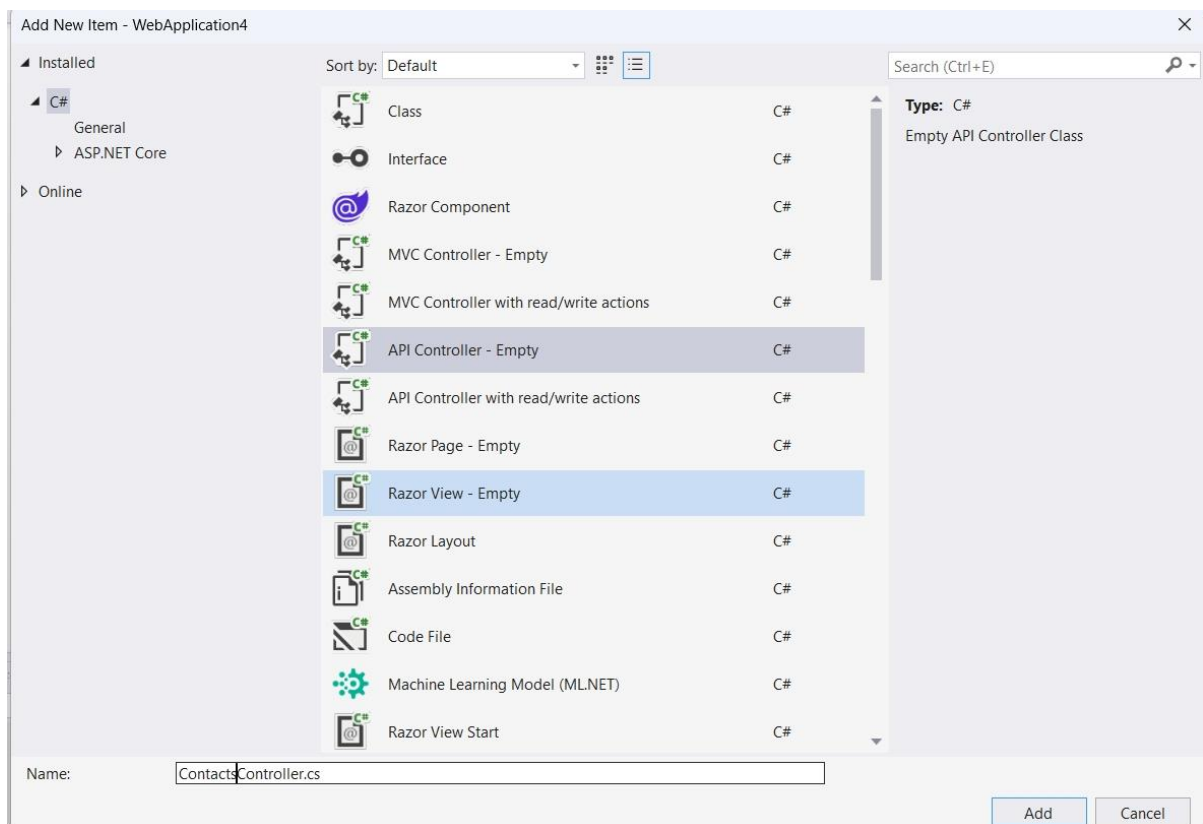 Add New Item - WebApplication4
Installed
C#
General
ASP.NET Core
Online
Sort by: Default
Class C#
Interface C#
Razor Component C#
MVC Controller - Empty C#
MVC Controller with read/write actions C#
API Controller - Empty C#
API Controller with read/write actions C#
Razor Page - Empty C#
Razor View - Empty C#
Razor Layout C#
Assembly Information File C#
Code File C#
Machine Learning Model (ML.NET) C#
Razor View Start C#
Search (Ctrl+E)
Type: C#
Empty API Controller Class
Name: ContactsController.cs
Add Cancel